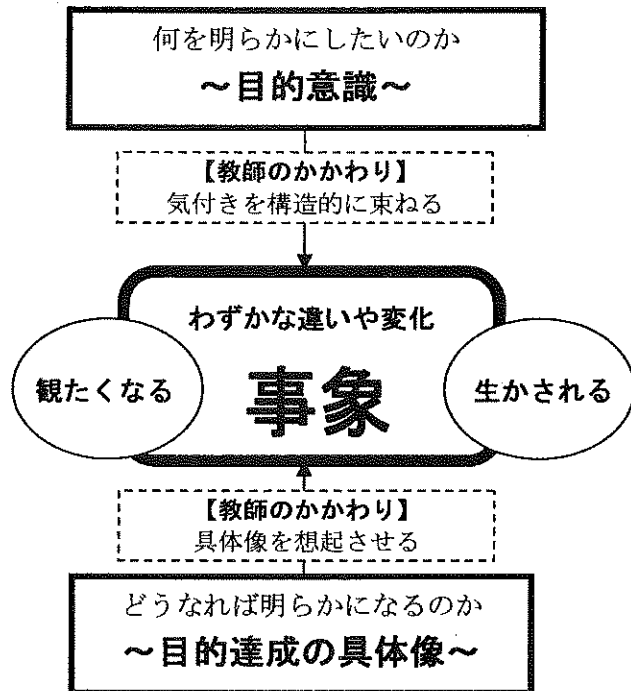 何を明らかにしたいのか
～目的意識～
【教師のかかわり】
気付きを構造的に束ねる
わずかな違いや変化
観たくなる
事象
生かされる
【教師のかかわり】
具体像を想起させる
どうなれば明らかになるのか
～目的達成の具体像～